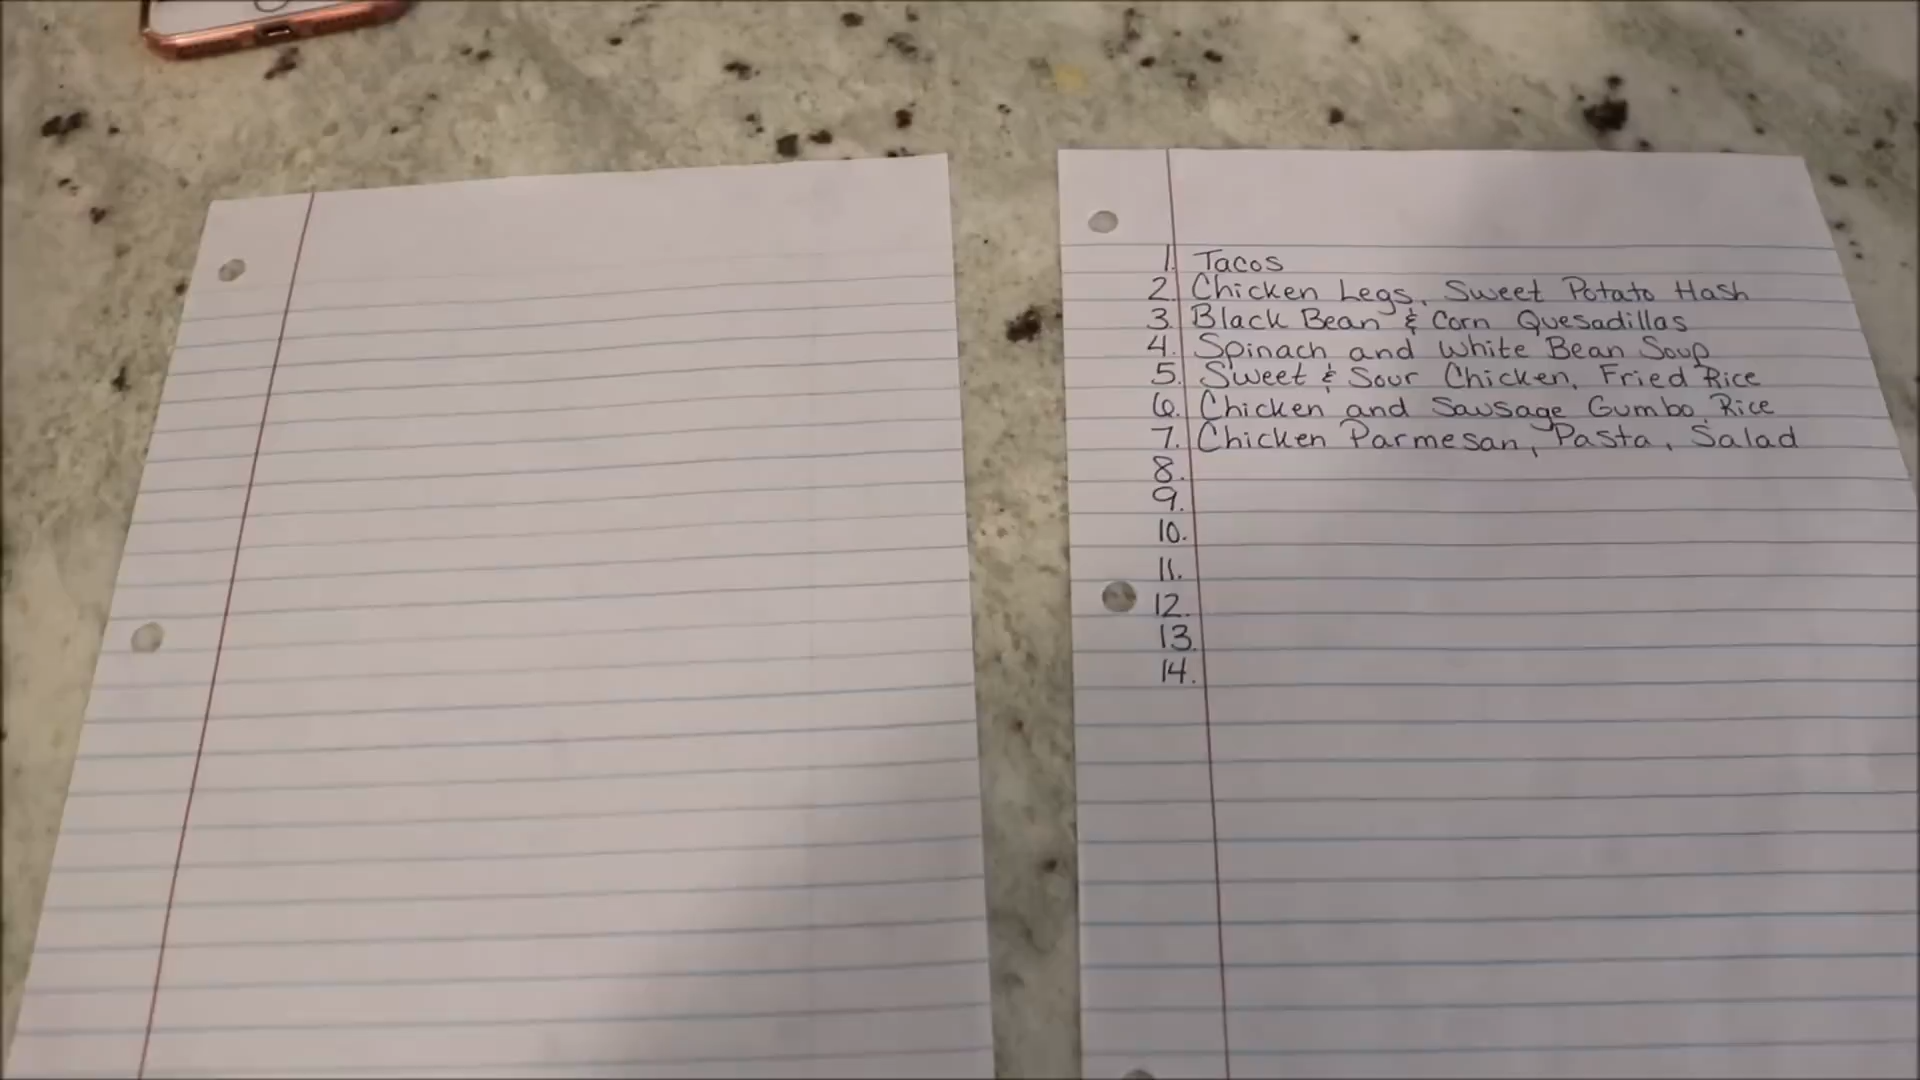 1. Tacos
2. Chicken Legs, Sweet Potato Hash
3. Black Bean & Corn Quesadillas
4. Spinach and White Bean Soup
5. Sweet & Sour Chicken, Fried Rice
6. Chicken and Sausage Gumbo, Rice
7. Chicken Parmesan, Pasta, Salad
8.
9.
10.
11.
12.
13.
14.